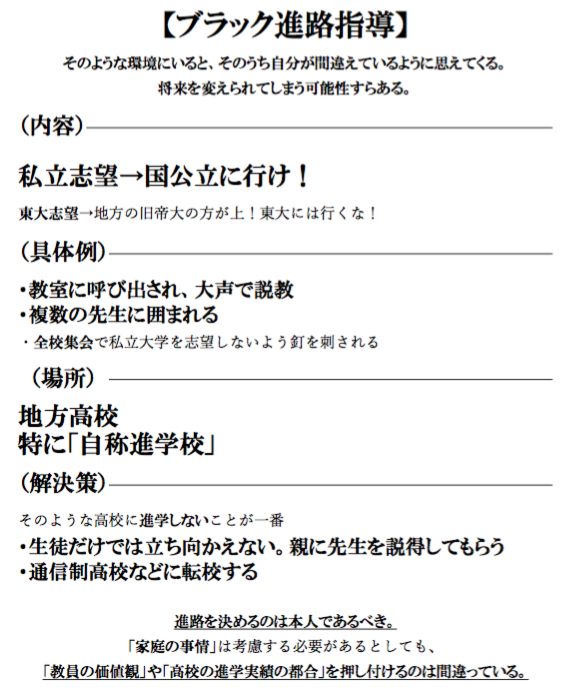 【ブラック進路指導】
そのような環境にいると、そのうち自分が間違えているように思えてくる。
将来を変えられてしまう可能性すらある。
（内容）
私立志望→国公立に行け！
東大志望→地方の旧帝大の方が上！東大には行くな！
（具体例）
・教室に呼び出され、大声で説教
・複数の先生に囲まれる
・全校集会で私立大学を志望しないよう釘を刺される
（場所）
地方高校
特に「自称進学校」
（解決策）
そのような高校に進学しないことが一番
・生徒だけでは立ち向かえない。親に先生を説得してもらう
・通信制高校などに転校する
進路を決めるのは本人であるべき。
「家庭の事情」は考慮する必要があるとしても、
「教員の価値観」や「高校の進学実績の都合」を押し付けるのは間違っている。